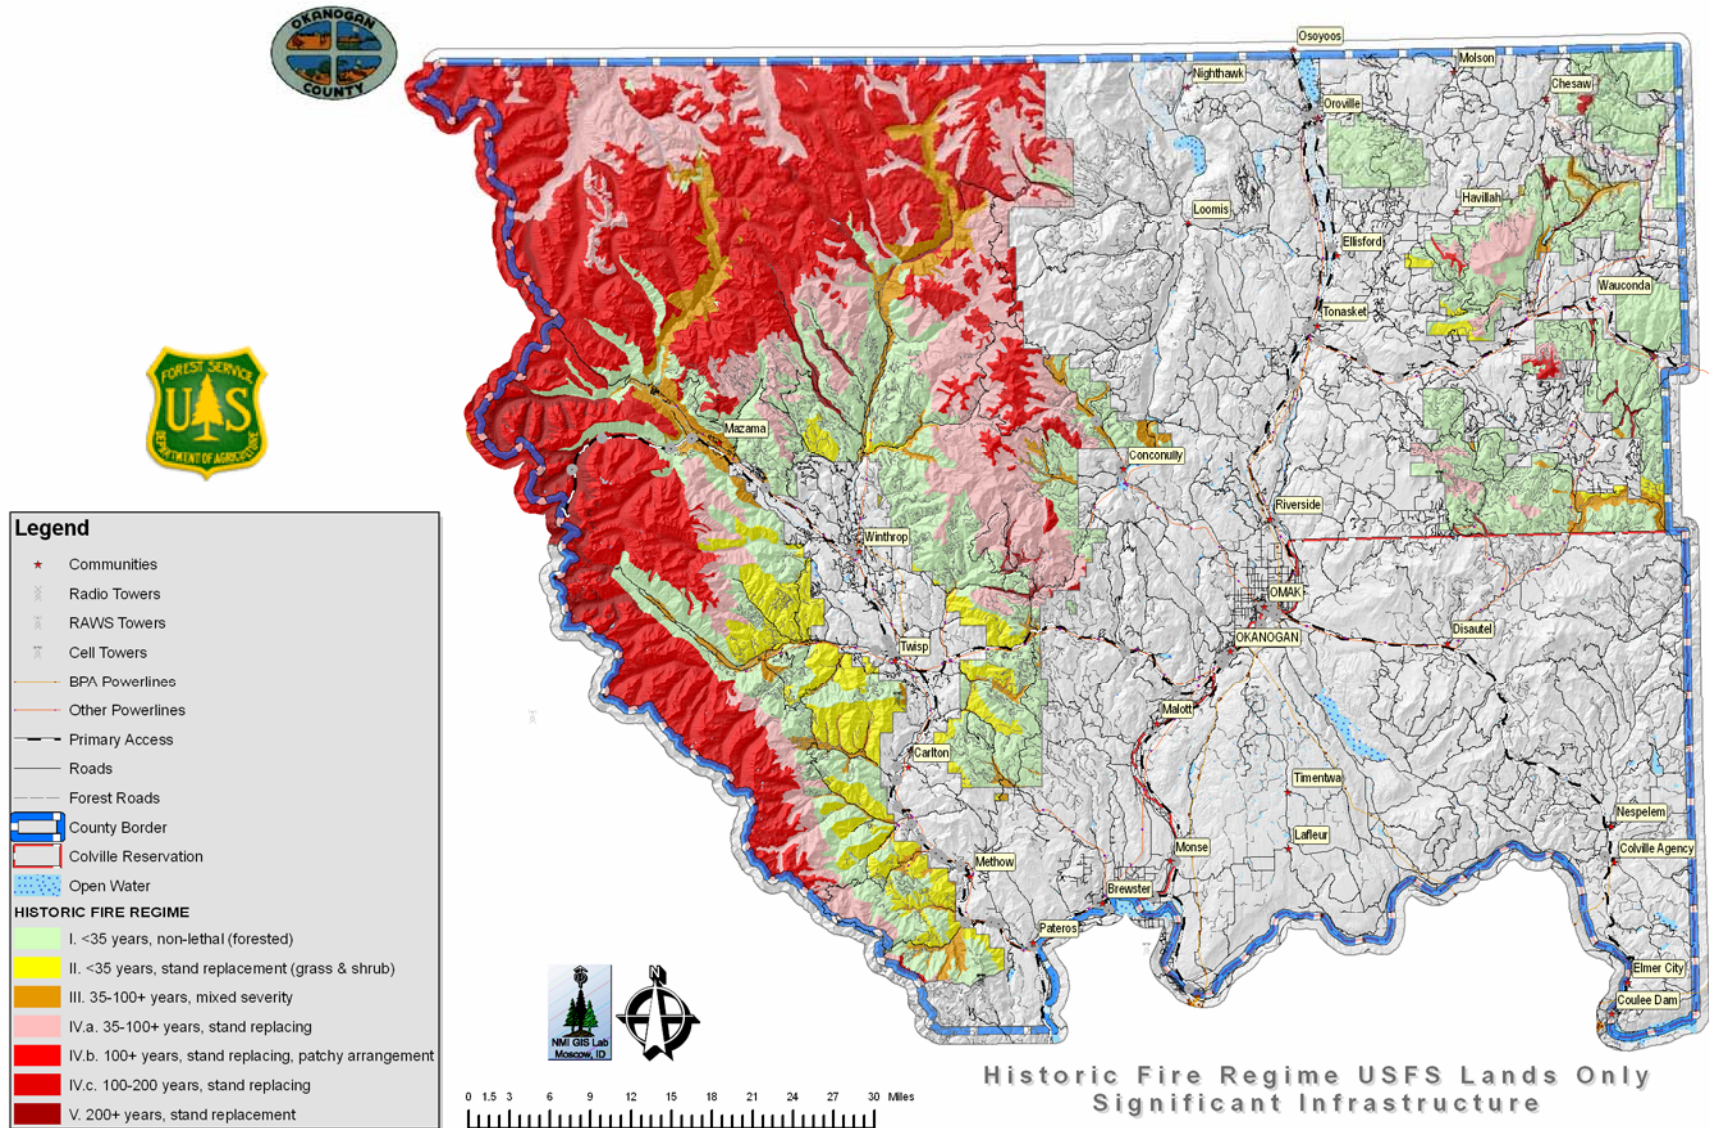 OKANOGAN
COUNTY
Osoyoos
Molson
Nighthawk
Chesaw
Oroville
Havillah
Loomis
Ellisford
Wauconda
Tonasket
FOREST SERVICE
U S
DEPARTMENT OF AGRICULTURE
Mazama
Conconully
Riverside
Winthrop
OMAK
OKANOGAN
Disautel
Twisp
Malott
Carlton
Timentwa
Nespelem
Lafleur
Monse
Colville Agency
Methow
Brewster
Pateros
Elmer City
Coulee Dam
Legend
Communities
Radio Towers
RAWS Towers
Cell Towers
BPA Powerlines
Other Powerlines
Primary Access
Roads
Forest Roads
County Border
Colville Reservation
Open Water
HISTORIC FIRE REGIME
I. <35 years, non-lethal (forested)
II. <35 years, stand replacement (grass & shrub)
III. 35-100+ years, mixed severity
IV.a. 35-100+ years, stand replacing
IV.b. 100+ years, stand replacing, patchy arrangement
IV.c. 100-200 years, stand replacing
V. 200+ years, stand replacement
NMI GIS Lab
Moscow, ID
N
0 1.5 3 6 9 12 15 18 21 24 27 30 Miles
Historic Fire Regime USFS Lands Only
Significant Infrastructure